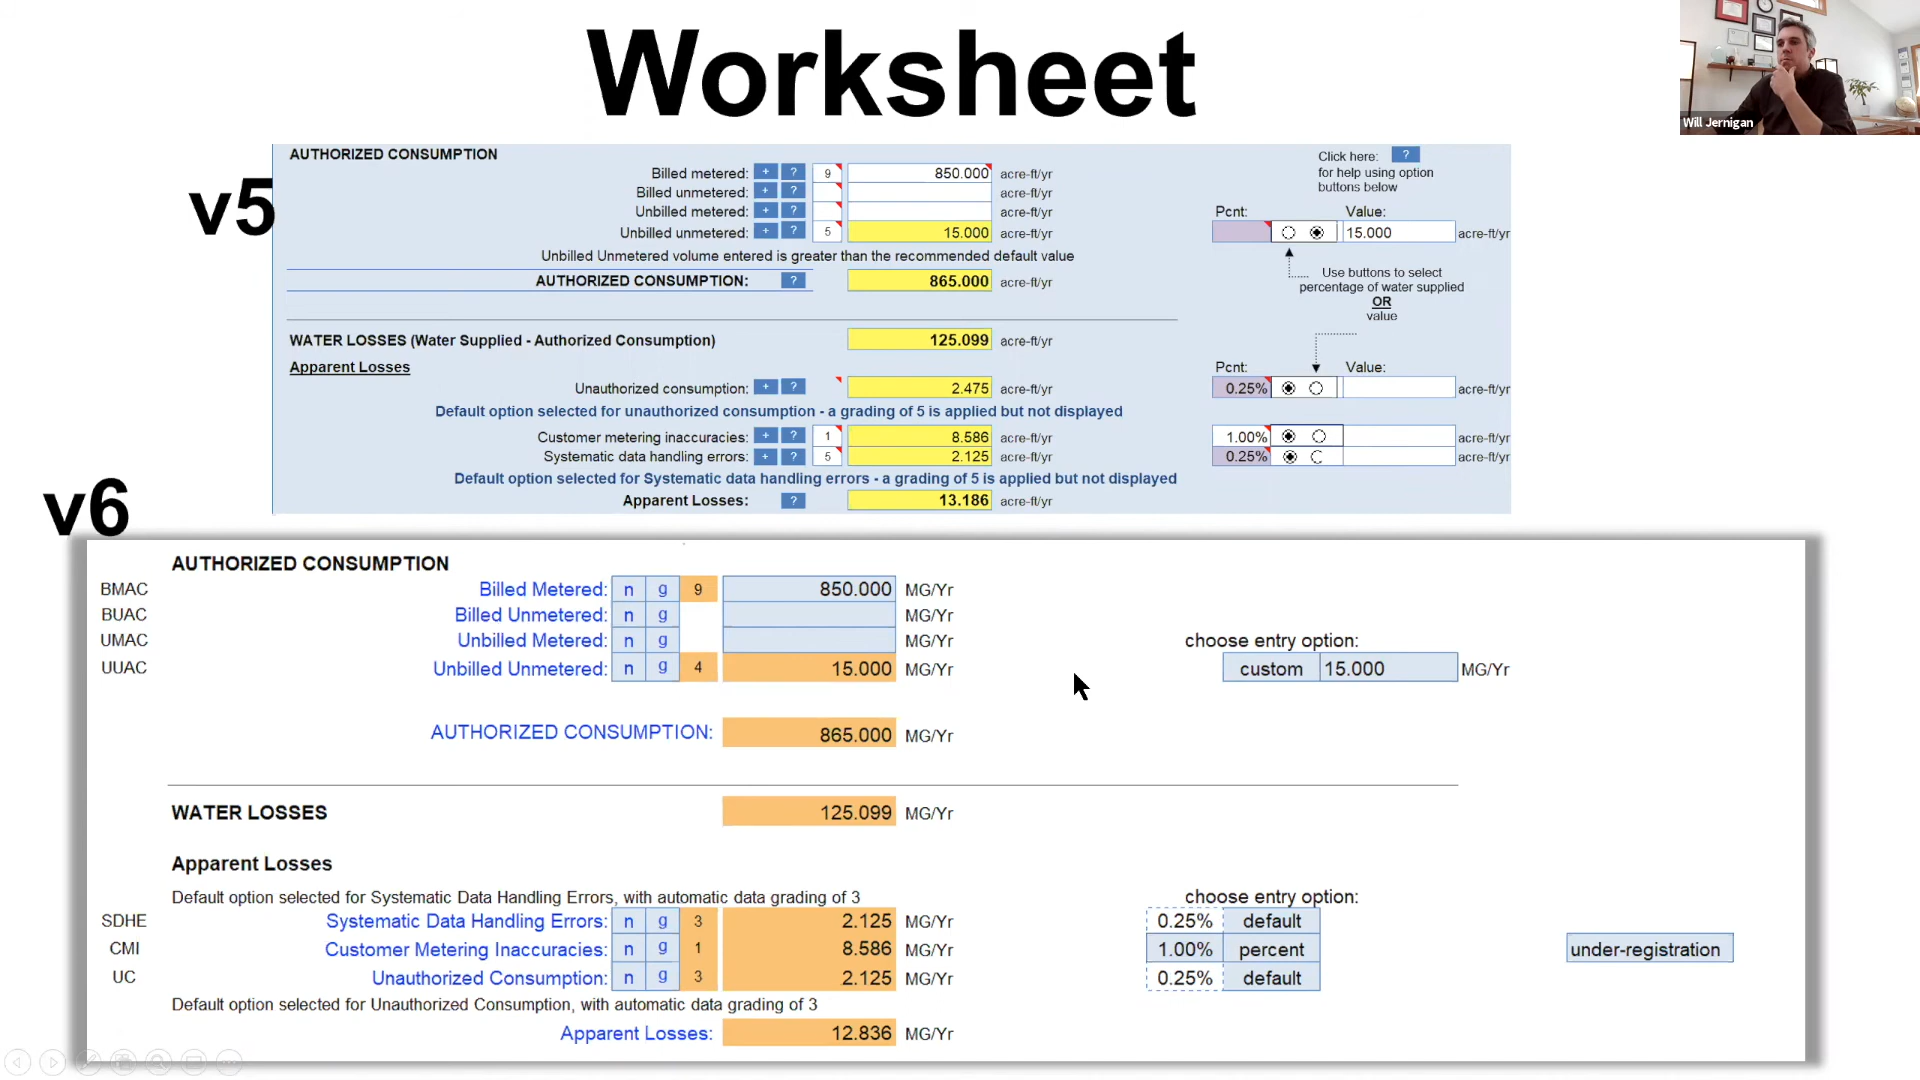 Worksheet
Will Jernigan
v5
AUTHORIZED CONSUMPTION
Click here: ?
for help using option
buttons below
Billed metered: + ? 9 850.000 acre-ft/yr
Billed unmetered: + ? acre-ft/yr
Unbilled metered: + ? acre-ft/yr
Pcnt: Value:
Unbilled unmetered: + ? 5 15.000 acre-ft/yr 15.000 acre-ft/yr
Unbilled Unmetered volume entered is greater than the recommended default value
AUTHORIZED CONSUMPTION: ? 865.000 acre-ft/yr
Use buttons to select
percentage of water supplied
OR
value
WATER LOSSES (Water Supplied - Authorized Consumption) 125.099 acre-ft/yr
Apparent Losses
Pcnt: Value:
Unauthorized consumption: + ? 2.475 acre-ft/yr 0.25% acre-ft/yr
Default option selected for unauthorized consumption - a grading of 5 is applied but not displayed
Customer metering inaccuracies: + ? 1 8.586 acre-ft/yr 1.00% acre-ft/yr
Systematic data handling errors: + ? 5 2.125 acre-ft/yr 0.25% acre-ft/yr
Default option selected for Systematic data handling errors - a grading of 5 is applied but not displayed
Apparent Losses: ? 13.186 acre-ft/yr
v6
AUTHORIZED CONSUMPTION
BMAC Billed Metered: n g 9 850.000 MG/Yr
BUAC Billed Unmetered: n g MG/Yr
UMAC Unbilled Metered: n g MG/Yr choose entry option:
UUAC Unbilled Unmetered: n g 4 15.000 MG/Yr custom 15.000 MG/Yr
AUTHORIZED CONSUMPTION: 865.000 MG/Yr
WATER LOSSES 125.099 MG/Yr
Apparent Losses
Default option selected for Systematic Data Handling Errors, with automatic data grading of 3 choose entry option:
SDHE Systematic Data Handling Errors: n g 3 2.125 MG/Yr 0.25% default
CMI Customer Metering Inaccuracies: n g 1 8.586 MG/Yr 1.00% percent under-registration
UC Unauthorized Consumption: n g 3 2.125 MG/Yr 0.25% default
Default option selected for Unauthorized Consumption, with automatic data grading of 3
Apparent Losses: 12.836 MG/Yr